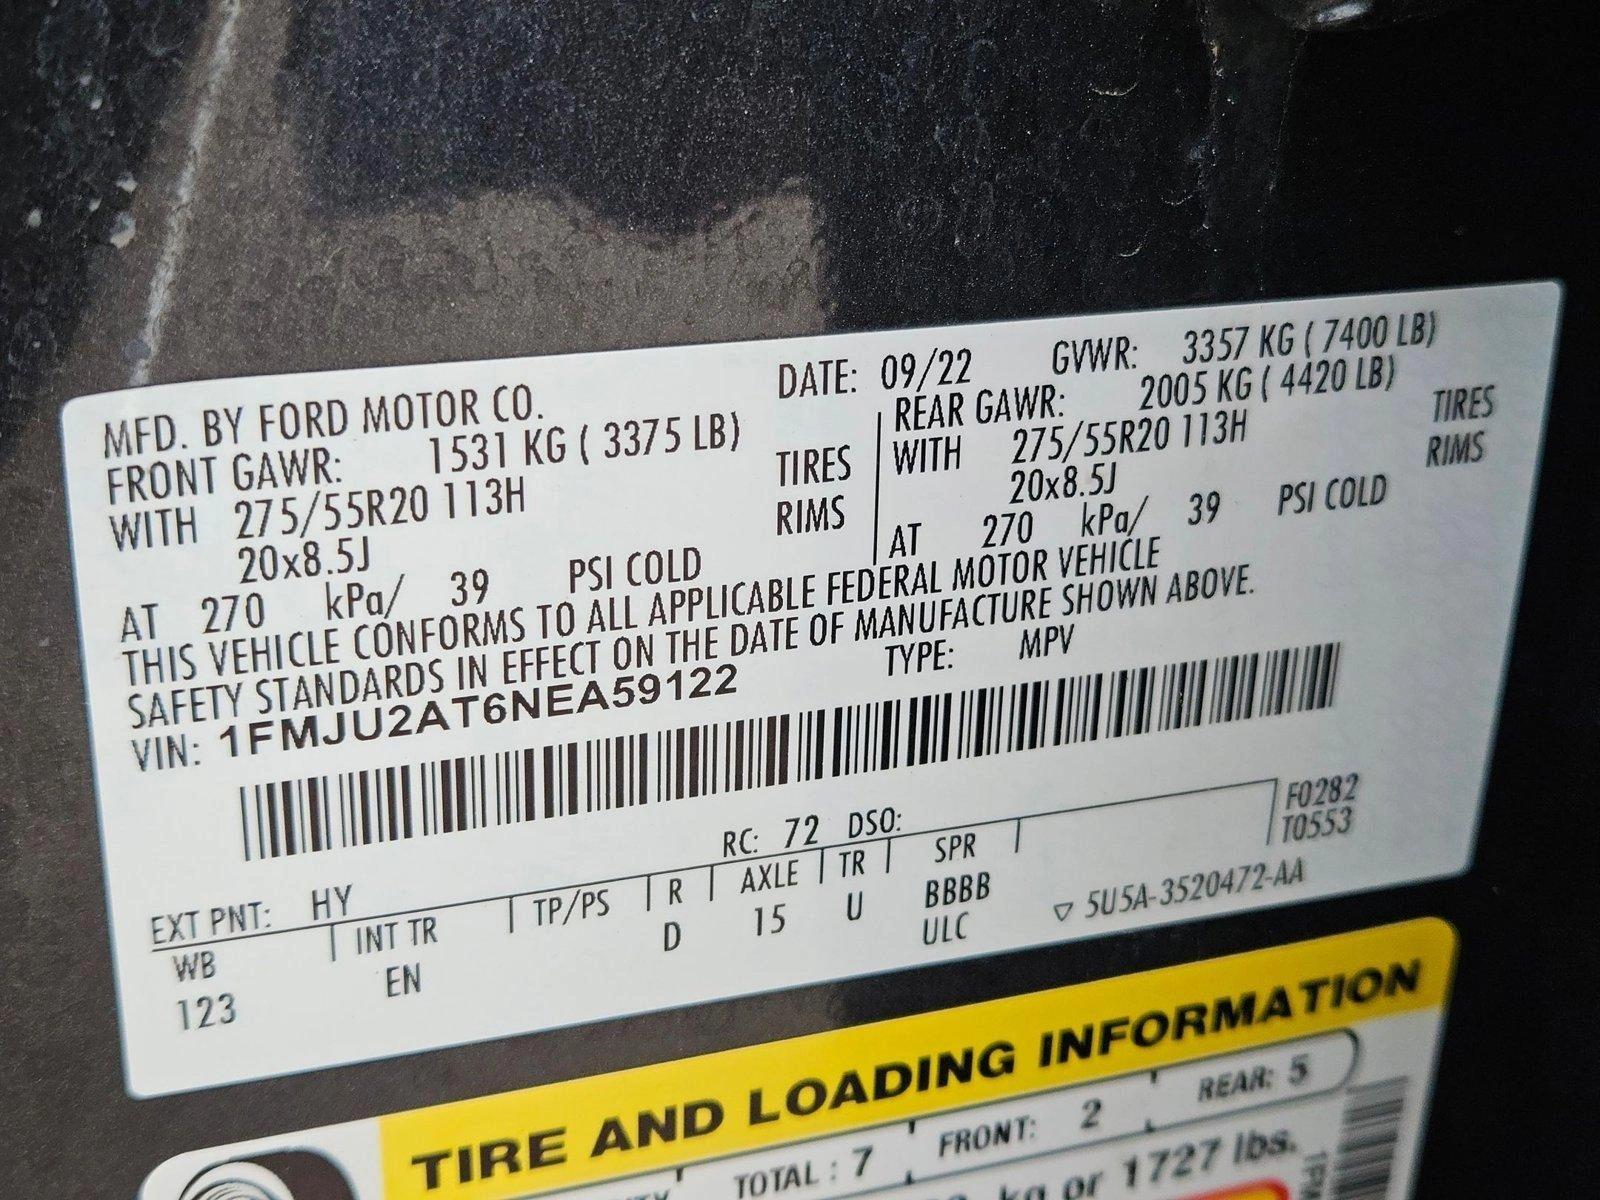 MFD. BY FORD MOTOR CO. DATE: 09/22 GVWR: 3357 KG ( 7400 LB)
FRONT GAWR: 1531 KG ( 3375 LB) REAR GAWR: 2005 KG ( 4420 LB)
WITH 275/55R20 113H TIRES WITH 275/55R20 113H TIRES
20x8.5J RIMS 20x8.5J RIMS
AT 270 kPa/ 39 PSI COLD AT 270 kPa/ 39 PSI COLD
THIS VEHICLE CONFORMS TO ALL APPLICABLE FEDERAL MOTOR VEHICLE
SAFETY STANDARDS IN EFFECT ON THE DATE OF MANUFACTURE SHOWN ABOVE.
VIN: 1FMJU2AT6NEA59122 TYPE: MPV
F0282
T0553
EXT PNT: HY RC: 72 DSO:
WB INT TR TP/PS R AXLE TR SPR
123 EN D 15 U BBBB
ULC
5U5A-3520472-AA
TIRE AND LOADING INFORMATION
TOTAL : 7 FRONT: 2 REAR: 5
kg or 1727 lbs.